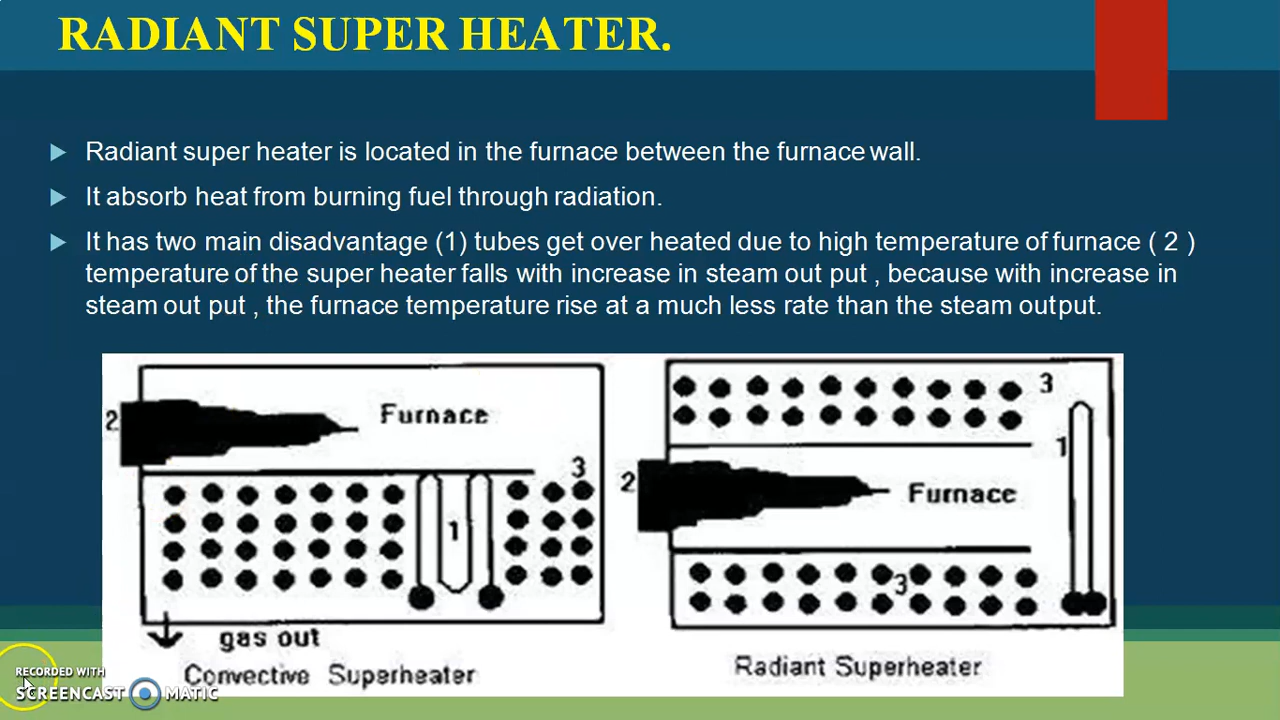 RADIANT SUPER HEATER.
Radiant super heater is located in the furnace between the furnace wall.
It absorb heat from burning fuel through radiation.
It has two main disadvantage (1) tubes get over heated due to high temperature of furnace ( 2 )
temperature of the super heater falls with increase in steam out put , because with increase in
steam out put , the furnace temperature rise at a much less rate than the steam output.
2
Furnace
3
1
gas out
Convective Superheater
3
1
2
Furnace
3
Radiant Superheater
RECORDED WITH
SCREENCAST MATIC